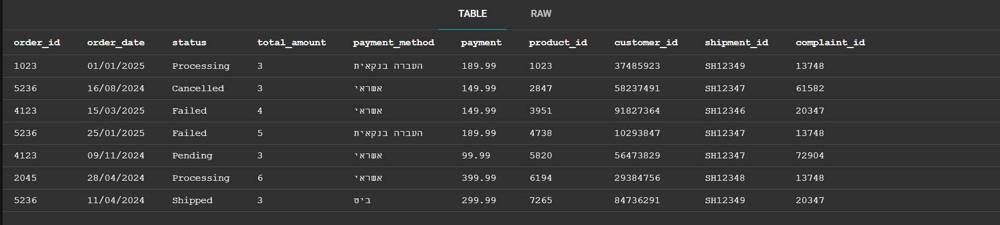 TABLE RAW
order_id order_date status total_amount payment_method payment product_id customer_id shipment_id complaint_id
1023 01/01/2025 Processing 3 העברה בנקאית 189.99 1023 37485923 SH12349 13748
5236 16/08/2024 Cancelled 3 אשראי 149.99 2847 58237491 SH12347 61582
4123 15/03/2025 Failed 4 אשראי 149.99 3951 91827364 SH12346 20347
5236 25/01/2025 Failed 5 העברה בנקאית 189.99 4738 10293847 SH12347 13748
4123 09/11/2024 Pending 3 אשראי 99.99 5820 56473829 SH12347 72904
2045 28/04/2024 Processing 6 אשראי 399.99 6194 29384756 SH12348 13748
5236 11/04/2024 Shipped 3 ביט 299.99 7265 84736291 SH12349 20347